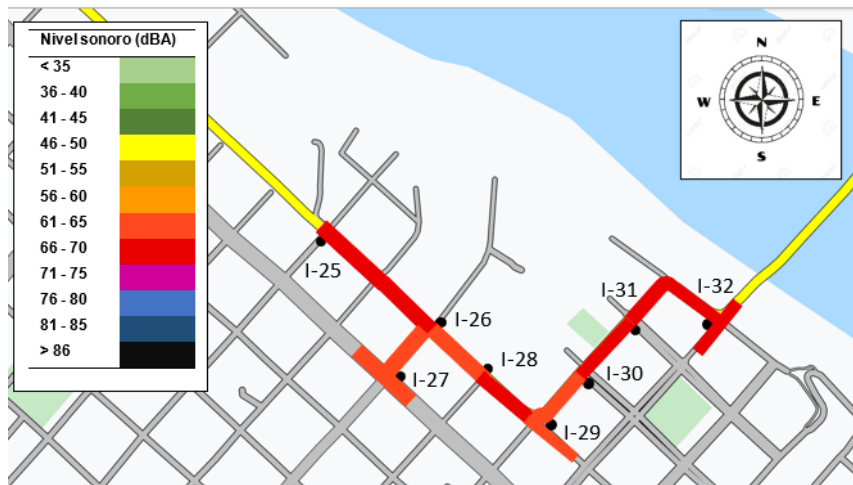 Nivel sonoro (dBA)
< 35
36 - 40
41 - 45
46 - 50
51 - 55
56 - 60
61 - 65
66 - 70
71 - 75
76 - 80
81 - 85
> 86
N
W
E
S
I-25
I-26
I-27
I-28
I-29
I-30
I-31
I-32